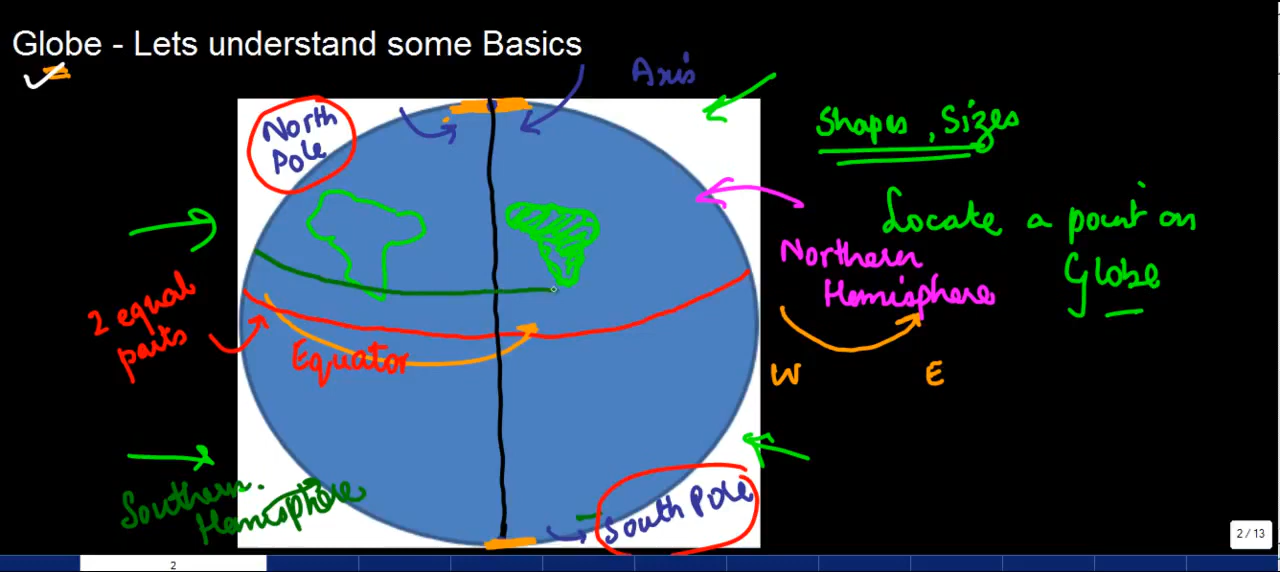 Globe - Lets understand some Basics
Axis
North
Pole
Shapes, Sizes
Locate a point on
Globe
Northern
Hemisphere
2 equal
parts
Equator
W E
Southern
Hemisphere
South Pole
2 / 13
2